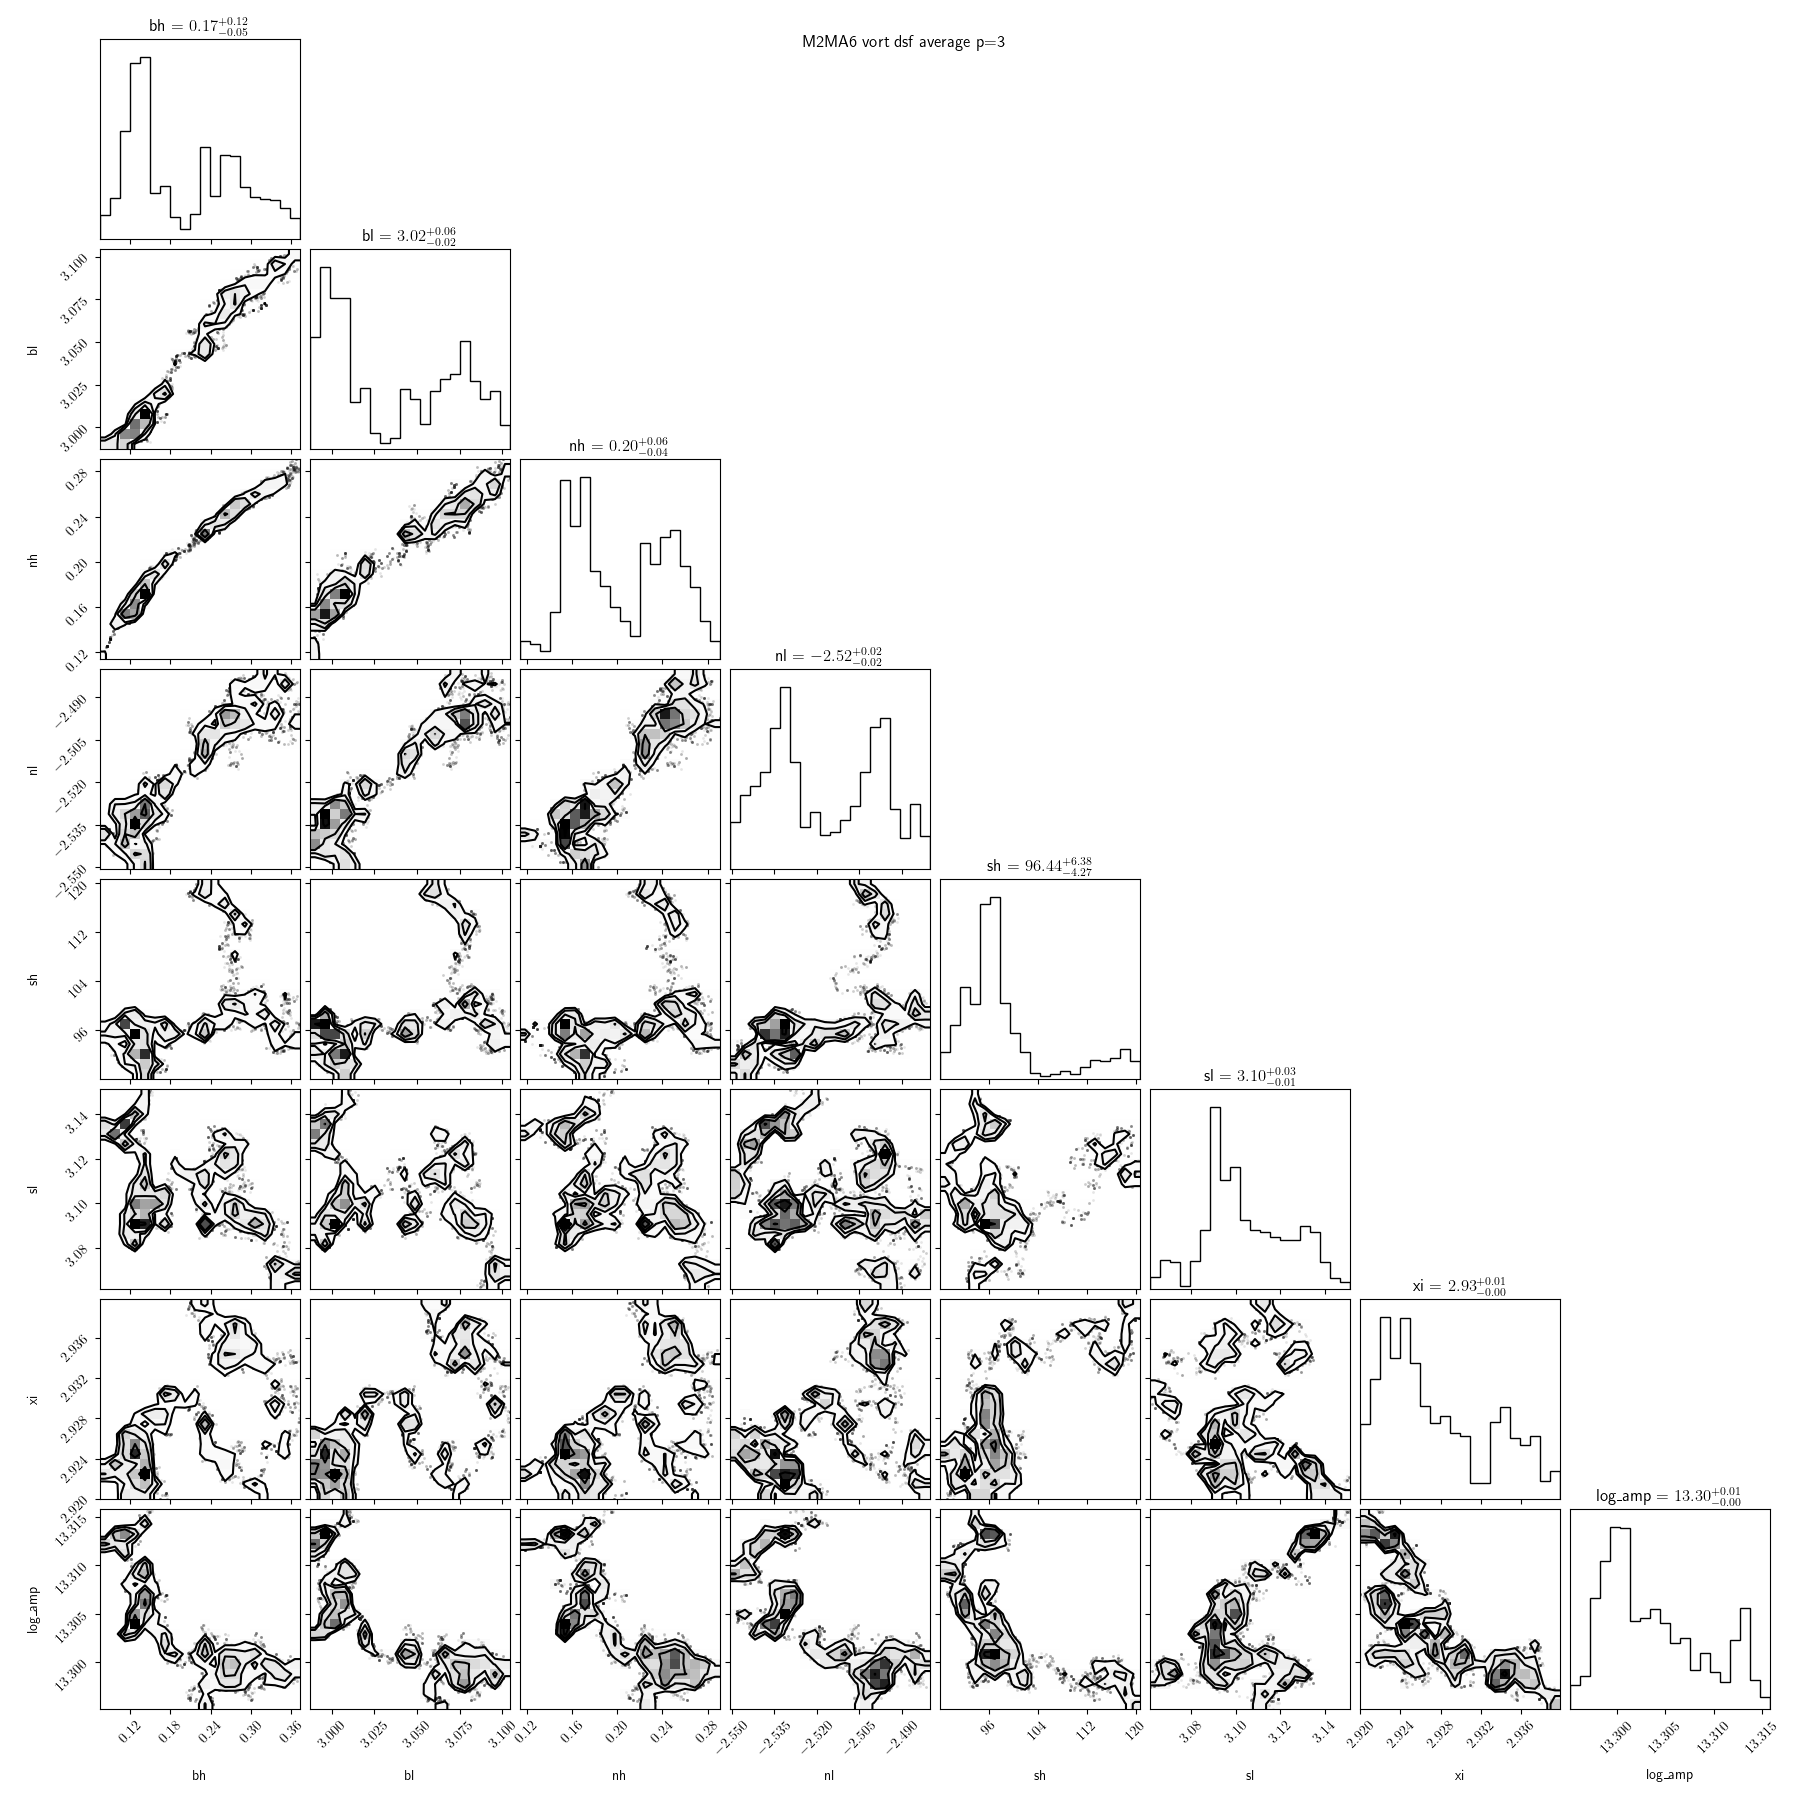 M2MA6 vort dsf average p=3
bh = 0.17+0.12−0.05
bl = 3.02+0.06−0.02
nh = 0.20+0.06−0.04
nl = −2.52+0.02−0.02
sh = 96.44+6.38−4.27
sl = 3.10+0.03−0.01
xi = 2.93+0.01−0.00
log_amp = 13.30+0.01−0.00
bl
3.100
3.075
3.050
3.025
3.000
nh
0.28
0.24
0.20
0.16
0.12
nl
−2.490
−2.505
−2.520
−2.535
−2.550
sh
120
112
104
96
sl
3.14
3.12
3.10
3.08
xi
2.936
2.932
2.928
2.924
2.920
log_amp
13.315
13.310
13.305
13.300
0.12 0.18 0.24 0.30 0.36
3.000 3.025 3.050 3.075 3.100
0.12 0.16 0.20 0.24 0.28
−2.550 −2.535 −2.520 −2.505 −2.490
96 104 112 120
3.08 3.10 3.12 3.14
2.920 2.924 2.928 2.932 2.936
13.300 13.305 13.310 13.315
bh bl nh nl sh sl xi log_amp